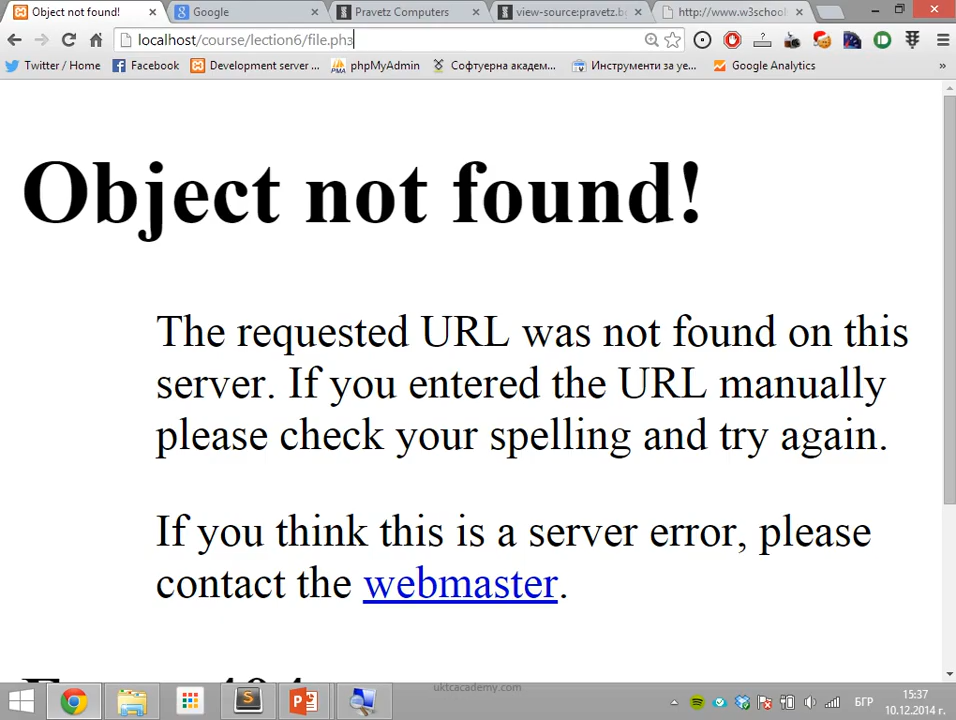 Object not found!
Google
Pravetz Computers
view-source:pravetz.b
http://www.w3school
localhost/course/lection6/file.ph3
Twitter / Home
Facebook
Development server ...
phpMyAdmin
Софтуерна академ...
Инструменти за уе...
Google Analytics
»
Object not found!
The requested URL was not found on this
server. If you entered the URL manually
please check your spelling and try again.
If you think this is a server error, please
contact the webmaster.
uktcacademy.com
БГР
15:37
10.12.2014 г.